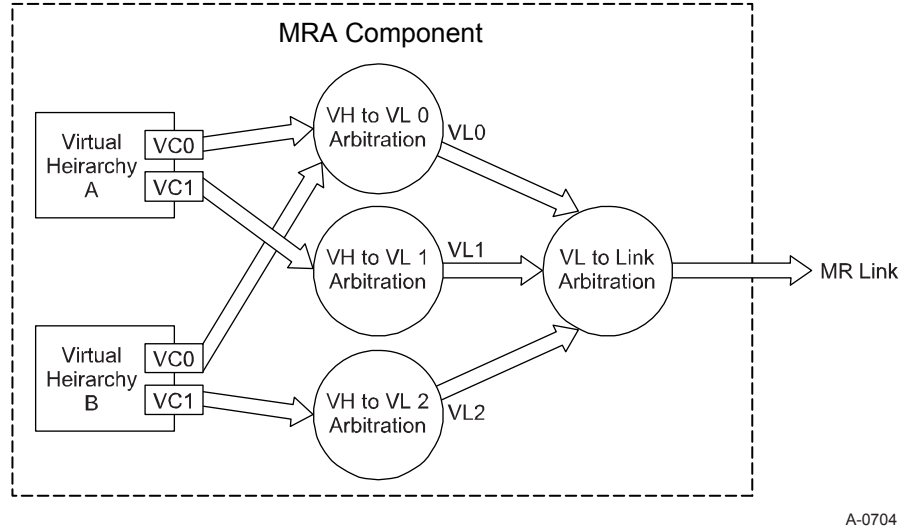 MRA Component
Virtual
Heirarchy
A
VC0
VC1
VH to VL 0
Arbitration
VL0
VH to VL 1
Arbitration
VL1
VL to Link
Arbitration
MR Link
Virtual
Heirarchy
B
VC0
VC1
VH to VL 2
Arbitration
VL2
A-0704